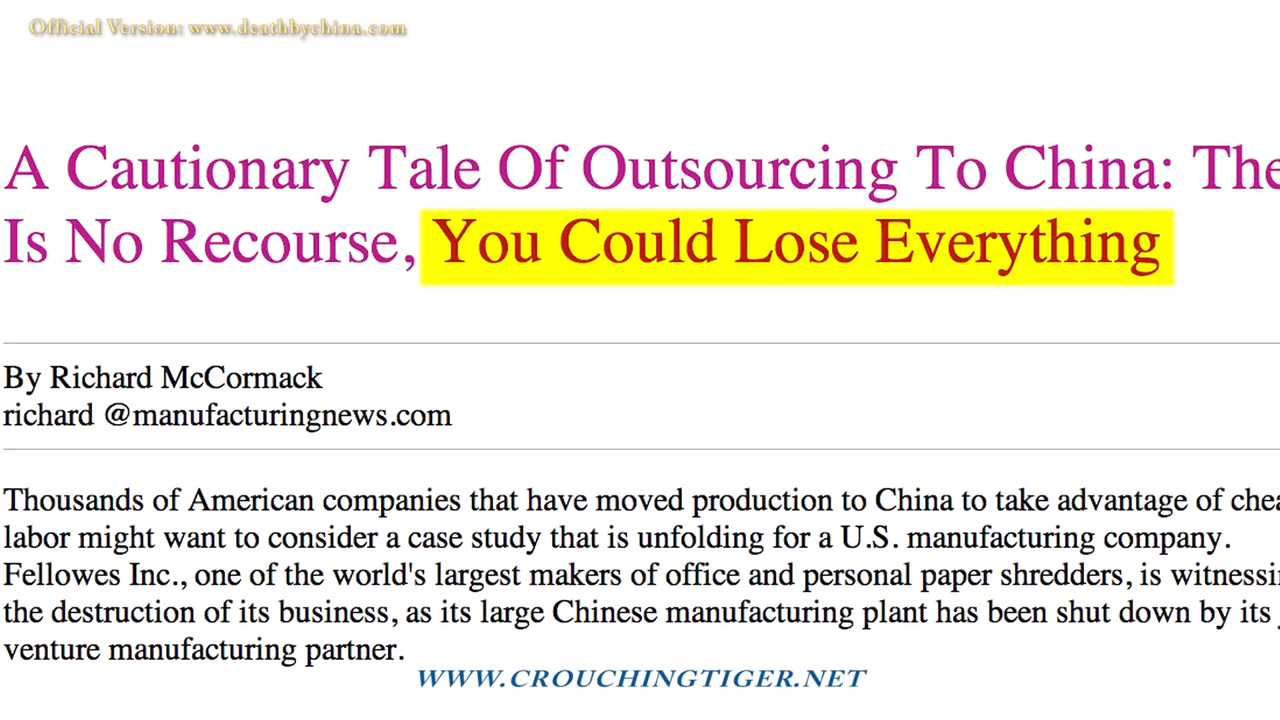 Official Version: www.deathbychina.com
A Cautionary Tale Of Outsourcing To China: The
Is No Recourse, You Could Lose Everything
By Richard McCormack
richard @manufacturingnews.com
Thousands of American companies that have moved production to China to take advantage of chea
labor might want to consider a case study that is unfolding for a U.S. manufacturing company.
Fellowes Inc., one of the world's largest makers of office and personal paper shredders, is witnessi
the destruction of its business, as its large Chinese manufacturing plant has been shut down by its
venture manufacturing partner.
WWW.CROUCHINGTIGER.NET